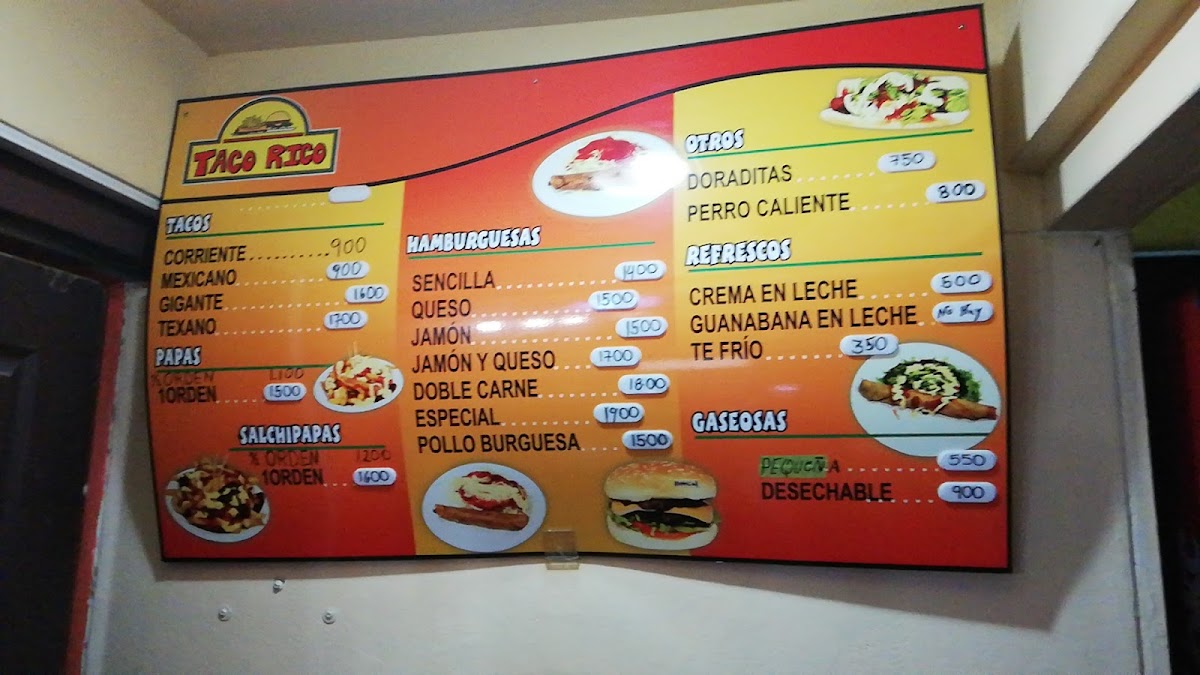 TACO RICO
TACOS
CORRIENTE..........900
MEXICANO 900
GIGANTE 1600
TEXANO 1700
PAPAS
½ ORDEN 1100
1ORDEN 1500
SALCHIPAPAS
½ ORDEN 1200
1ORDEN 1600
HAMBURGUESAS
SENCILLA 1400
QUESO 1500
JAMÓN 1500
JAMÓN Y QUESO 1700
DOBLE CARNE 1800
ESPECIAL 1900
POLLO BURGUESA 1500
OTROS
DORADITAS 750
PERRO CALIENTE 800
REFRESCOS
CREMA EN LECHE 500
GUANABANA EN LECHE No Hay
TE FRÍO 350
GASEOSAS
PEQUEÑA 550
DESECHABLE 900